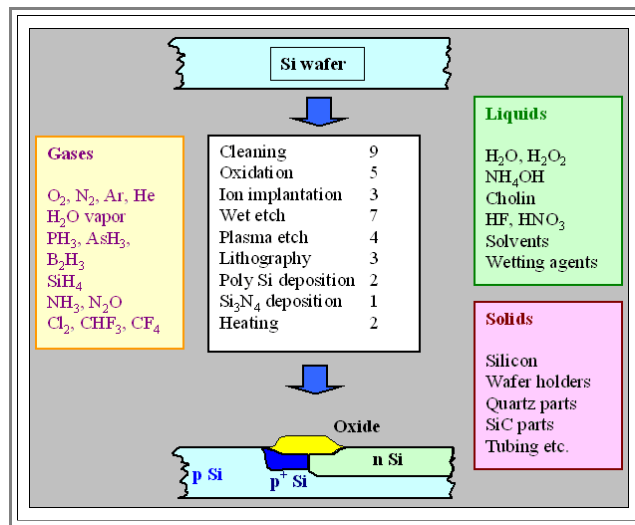 Si wafer
Gases
O₂, N₂, Ar, He
H₂O vapor
PH₃, AsH₃,
B₂H₃
SiH₄
NH₃, N₂O
Cl₂, CHF₃, CF₄
Cleaning 9
Oxidation 5
Ion implantation 3
Wet etch 7
Plasma etch 4
Lithography 3
Poly Si deposition 2
Si₃N₄ deposition 1
Heating 2
Liquids
H₂O, H₂O₂
NH₄OH
Cholin
HF, HNO₃
Solvents
Wetting agents
Solids
Silicon
Wafer holders
Quartz parts
SiC parts
Tubing etc.
Oxide
p Si
p⁺ Si
n Si